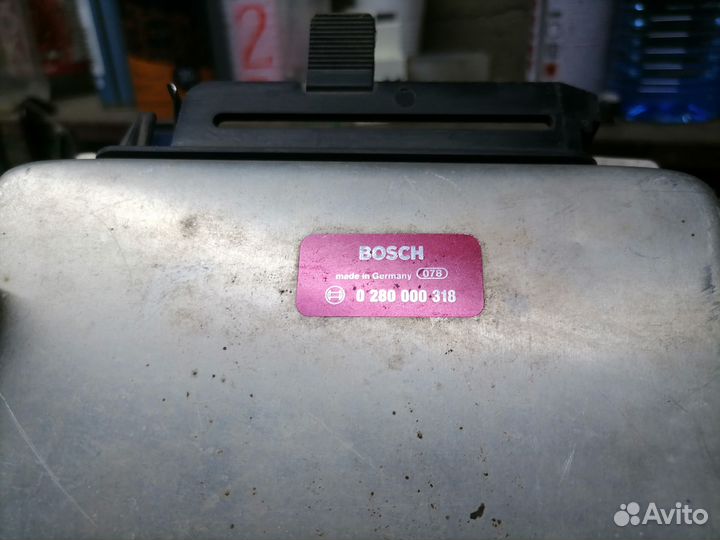 2
BOSCH
made in Germany 078
0 280 000 318
Avito